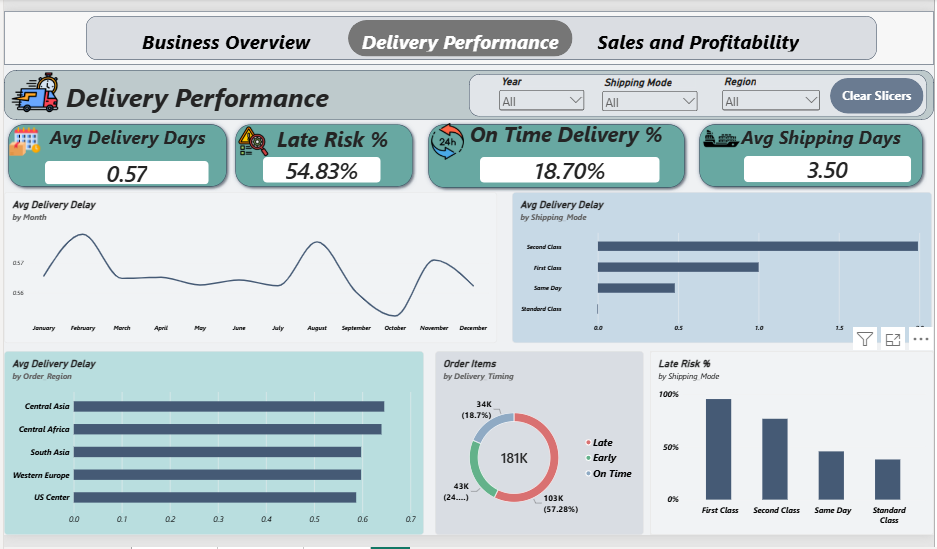 Business Overview
Delivery Performance
Sales and Profitability
Delivery Performance
Year
All
Shipping Mode
All
Region
All
Clear Slicers
Avg Delivery Days
0.57
Late Risk %
54.83%
24h
On Time Delivery %
18.70%
Avg Shipping Days
3.50
Avg Delivery Delay
by Month
0.57
0.56
January February March April May June July August September October November December
Avg Delivery Delay
by Shipping_Mode
Second Class
First Class
Same Day
Standard Class
0.0 0.5 1.0 1.5
Avg Delivery Delay
by Order_Region
Central Asia
Central Africa
South Asia
Western Europe
US Center
0.0 0.1 0.2 0.3 0.4 0.5 0.6 0.7
Order Items
by Delivery_Timing
34K
(18.7%)
181K
43K
(24....)
103K
(57.28%)
Late
Early
On Time
Late Risk %
by Shipping_Mode
100%
50%
0%
First Class Second Class Same Day Standard
Class